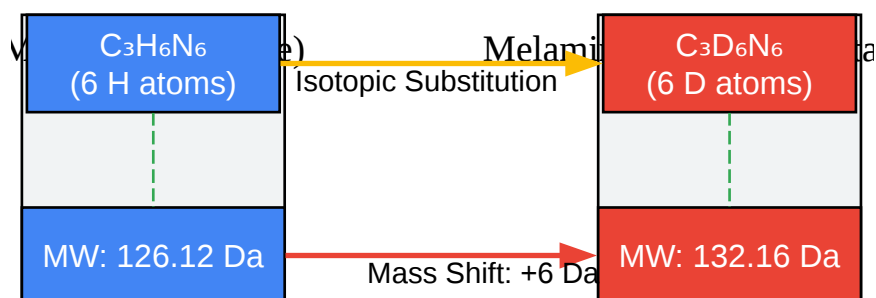 C₃H₆N₆
(6 H atoms)
Isotopic Substitution
C₃D₆N₆
(6 D atoms)
MW: 126.12 Da
Mass Shift: +6 Da
MW: 132.16 Da